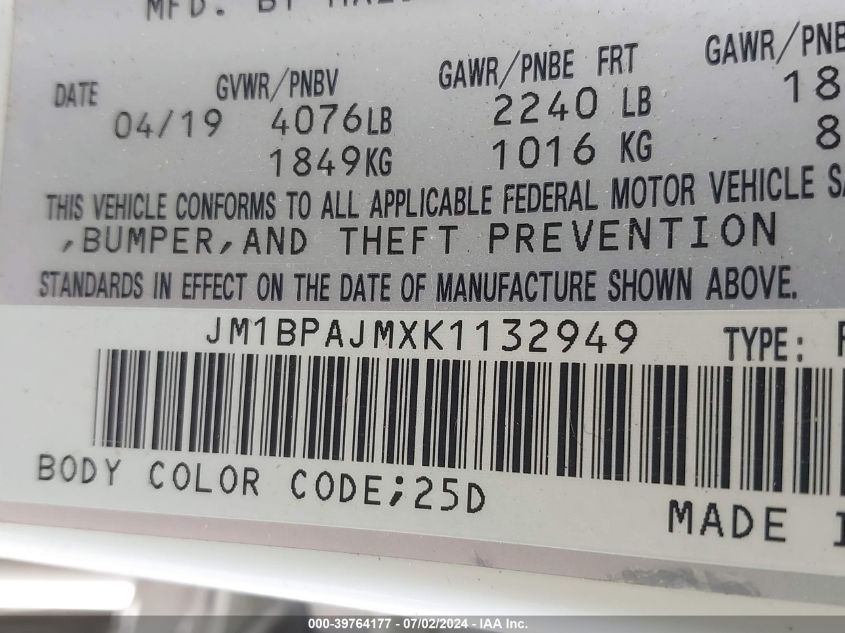 MFD. BY
DATE GVWR/PNBV GAWR/PNBE FRT GAWR/PNB
04/19 4076LB 2240 LB 18
1849KG 1016 KG 8
THIS VEHICLE CONFORMS TO ALL APPLICABLE FEDERAL MOTOR VEHICLE SA
,BUMPER,AND THEFT PREVENTION
STANDARDS IN EFFECT ON THE DATE OF MANUFACTURE SHOWN ABOVE.
JM1BPAJMXK1132949 TYPE:
BODY COLOR CODE;25D
MADE
000-39764177 - 07/02/2024 - IAA Inc.